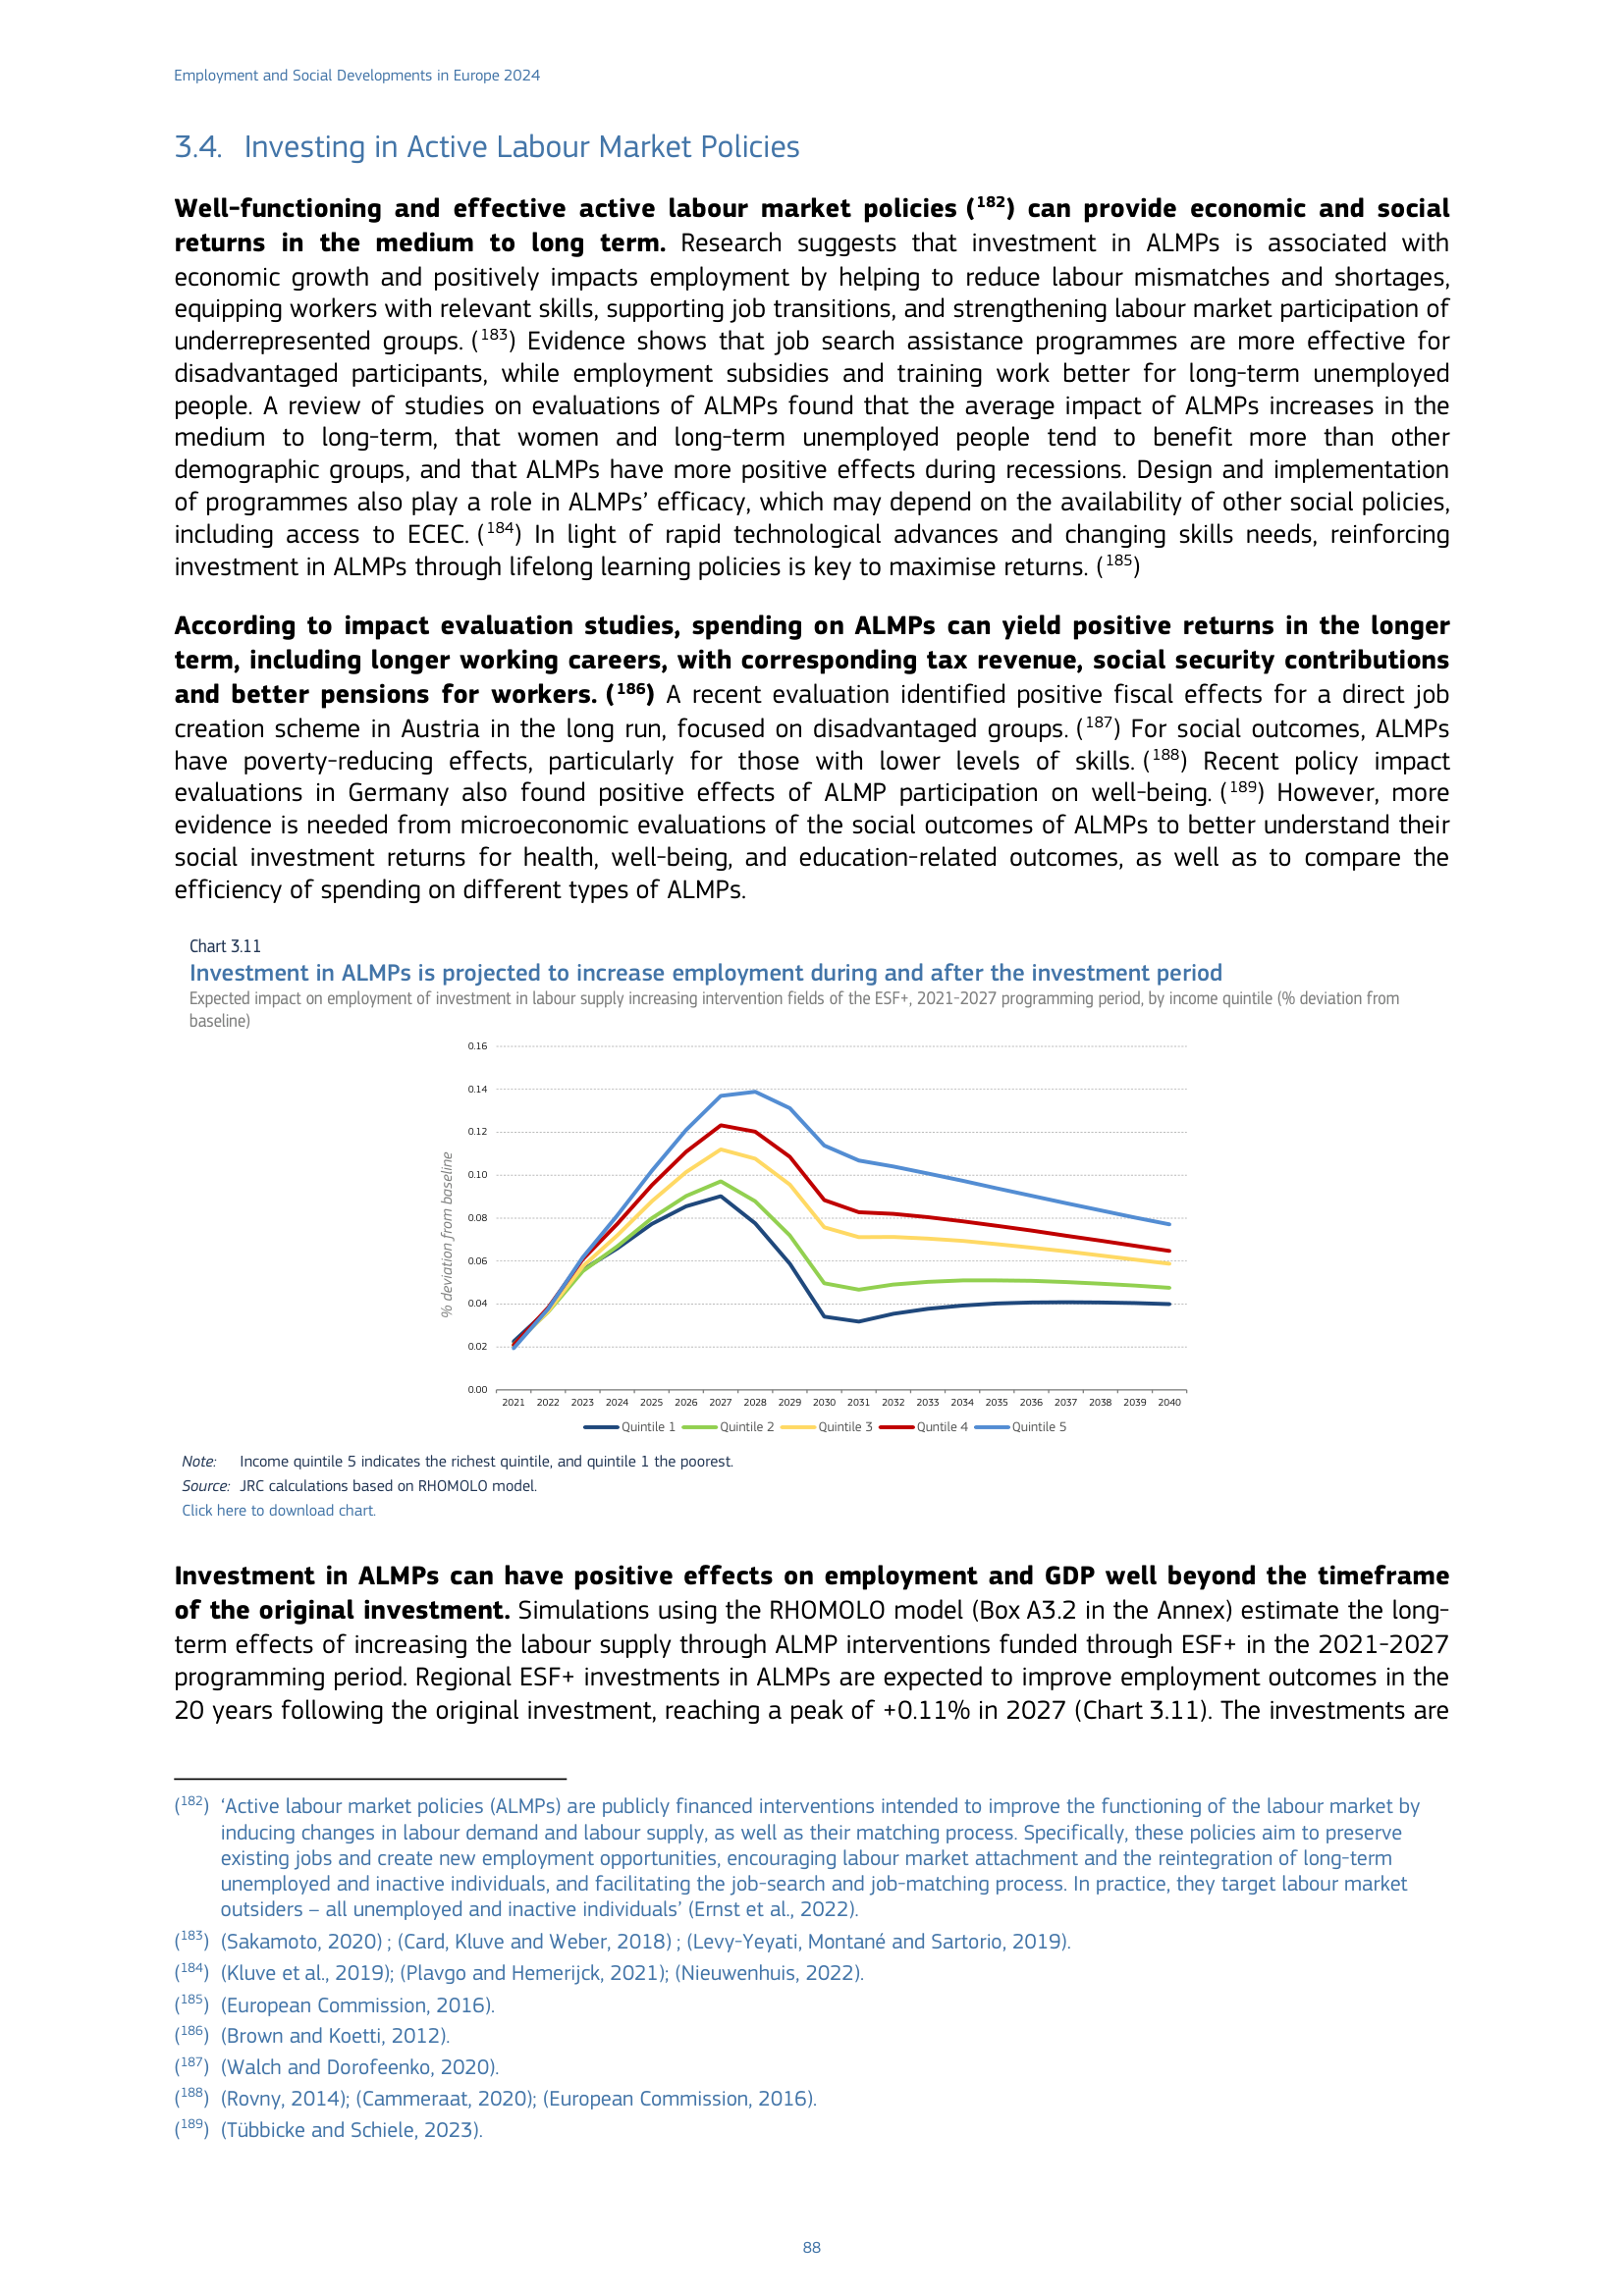 Employment and Social Developments in Europe 2024
3.4. Investing in Active Labour Market Policies
Well-functioning and effective active labour market policies (182) can provide economic and social
returns in the medium to long term. Research suggests that investment in ALMPs is associated with
economic growth and positively impacts employment by helping to reduce labour mismatches and shortages,
equipping workers with relevant skills, supporting job transitions, and strengthening labour market participation of
underrepresented groups. (183) Evidence shows that job search assistance programmes are more effective for
disadvantaged participants, while employment subsidies and training work better for long-term unemployed
people. A review of studies on evaluations of ALMPs found that the average impact of ALMPs increases in the
medium to long-term, that women and long-term unemployed people tend to benefit more than other
demographic groups, and that ALMPs have more positive effects during recessions. Design and implementation
of programmes also play a role in ALMPs’ efficacy, which may depend on the availability of other social policies,
including access to ECEC. (184) In light of rapid technological advances and changing skills needs, reinforcing
investment in ALMPs through lifelong learning policies is key to maximise returns. (185)
According to impact evaluation studies, spending on ALMPs can yield positive returns in the longer
term, including longer working careers, with corresponding tax revenue, social security contributions
and better pensions for workers. (186) A recent evaluation identified positive fiscal effects for a direct job
creation scheme in Austria in the long run, focused on disadvantaged groups. (187) For social outcomes, ALMPs
have poverty-reducing effects, particularly for those with lower levels of skills. (188) Recent policy impact
evaluations in Germany also found positive effects of ALMP participation on well-being. (189) However, more
evidence is needed from microeconomic evaluations of the social outcomes of ALMPs to better understand their
social investment returns for health, well-being, and education-related outcomes, as well as to compare the
efficiency of spending on different types of ALMPs.
Chart 3.11
Investment in ALMPs is projected to increase employment during and after the investment period
Expected impact on employment of investment in labour supply increasing intervention fields of the ESF+, 2021-2027 programming period, by income quintile (% deviation from
baseline)
% deviation from baseline
0.16
0.14
0.12
0.10
0.08
0.06
0.04
0.02
0.00
2021 2022 2023 2024 2025 2026 2027 2028 2029 2030 2031 2032 2033 2034 2035 2036 2037 2038 2039 2040
Quintile 1 Quintile 2 Quintile 3 Quntile 4 Quintile 5
Note: Income quintile 5 indicates the richest quintile, and quintile 1 the poorest.
Source: JRC calculations based on RHOMOLO model.
Click here to download chart.
Investment in ALMPs can have positive effects on employment and GDP well beyond the timeframe
of the original investment. Simulations using the RHOMOLO model (Box A3.2 in the Annex) estimate the long-
term effects of increasing the labour supply through ALMP interventions funded through ESF+ in the 2021-2027
programming period. Regional ESF+ investments in ALMPs are expected to improve employment outcomes in the
20 years following the original investment, reaching a peak of +0.11% in 2027 (Chart 3.11). The investments are
(182) ‘Active labour market policies (ALMPs) are publicly financed interventions intended to improve the functioning of the labour market by
inducing changes in labour demand and labour supply, as well as their matching process. Specifically, these policies aim to preserve
existing jobs and create new employment opportunities, encouraging labour market attachment and the reintegration of long-term
unemployed and inactive individuals, and facilitating the job-search and job-matching process. In practice, they target labour market
outsiders – all unemployed and inactive individuals’ (Ernst et al., 2022).
(183) (Sakamoto, 2020) ; (Card, Kluve and Weber, 2018) ; (Levy-Yeyati, Montané and Sartorio, 2019).
(184) (Kluve et al., 2019); (Plavgo and Hemerijck, 2021); (Nieuwenhuis, 2022).
(185) (European Commission, 2016).
(186) (Brown and Koetti, 2012).
(187) (Walch and Dorofeenko, 2020).
(188) (Rovny, 2014); (Cammeraat, 2020); (European Commission, 2016).
(189) (Tübbicke and Schiele, 2023).
88